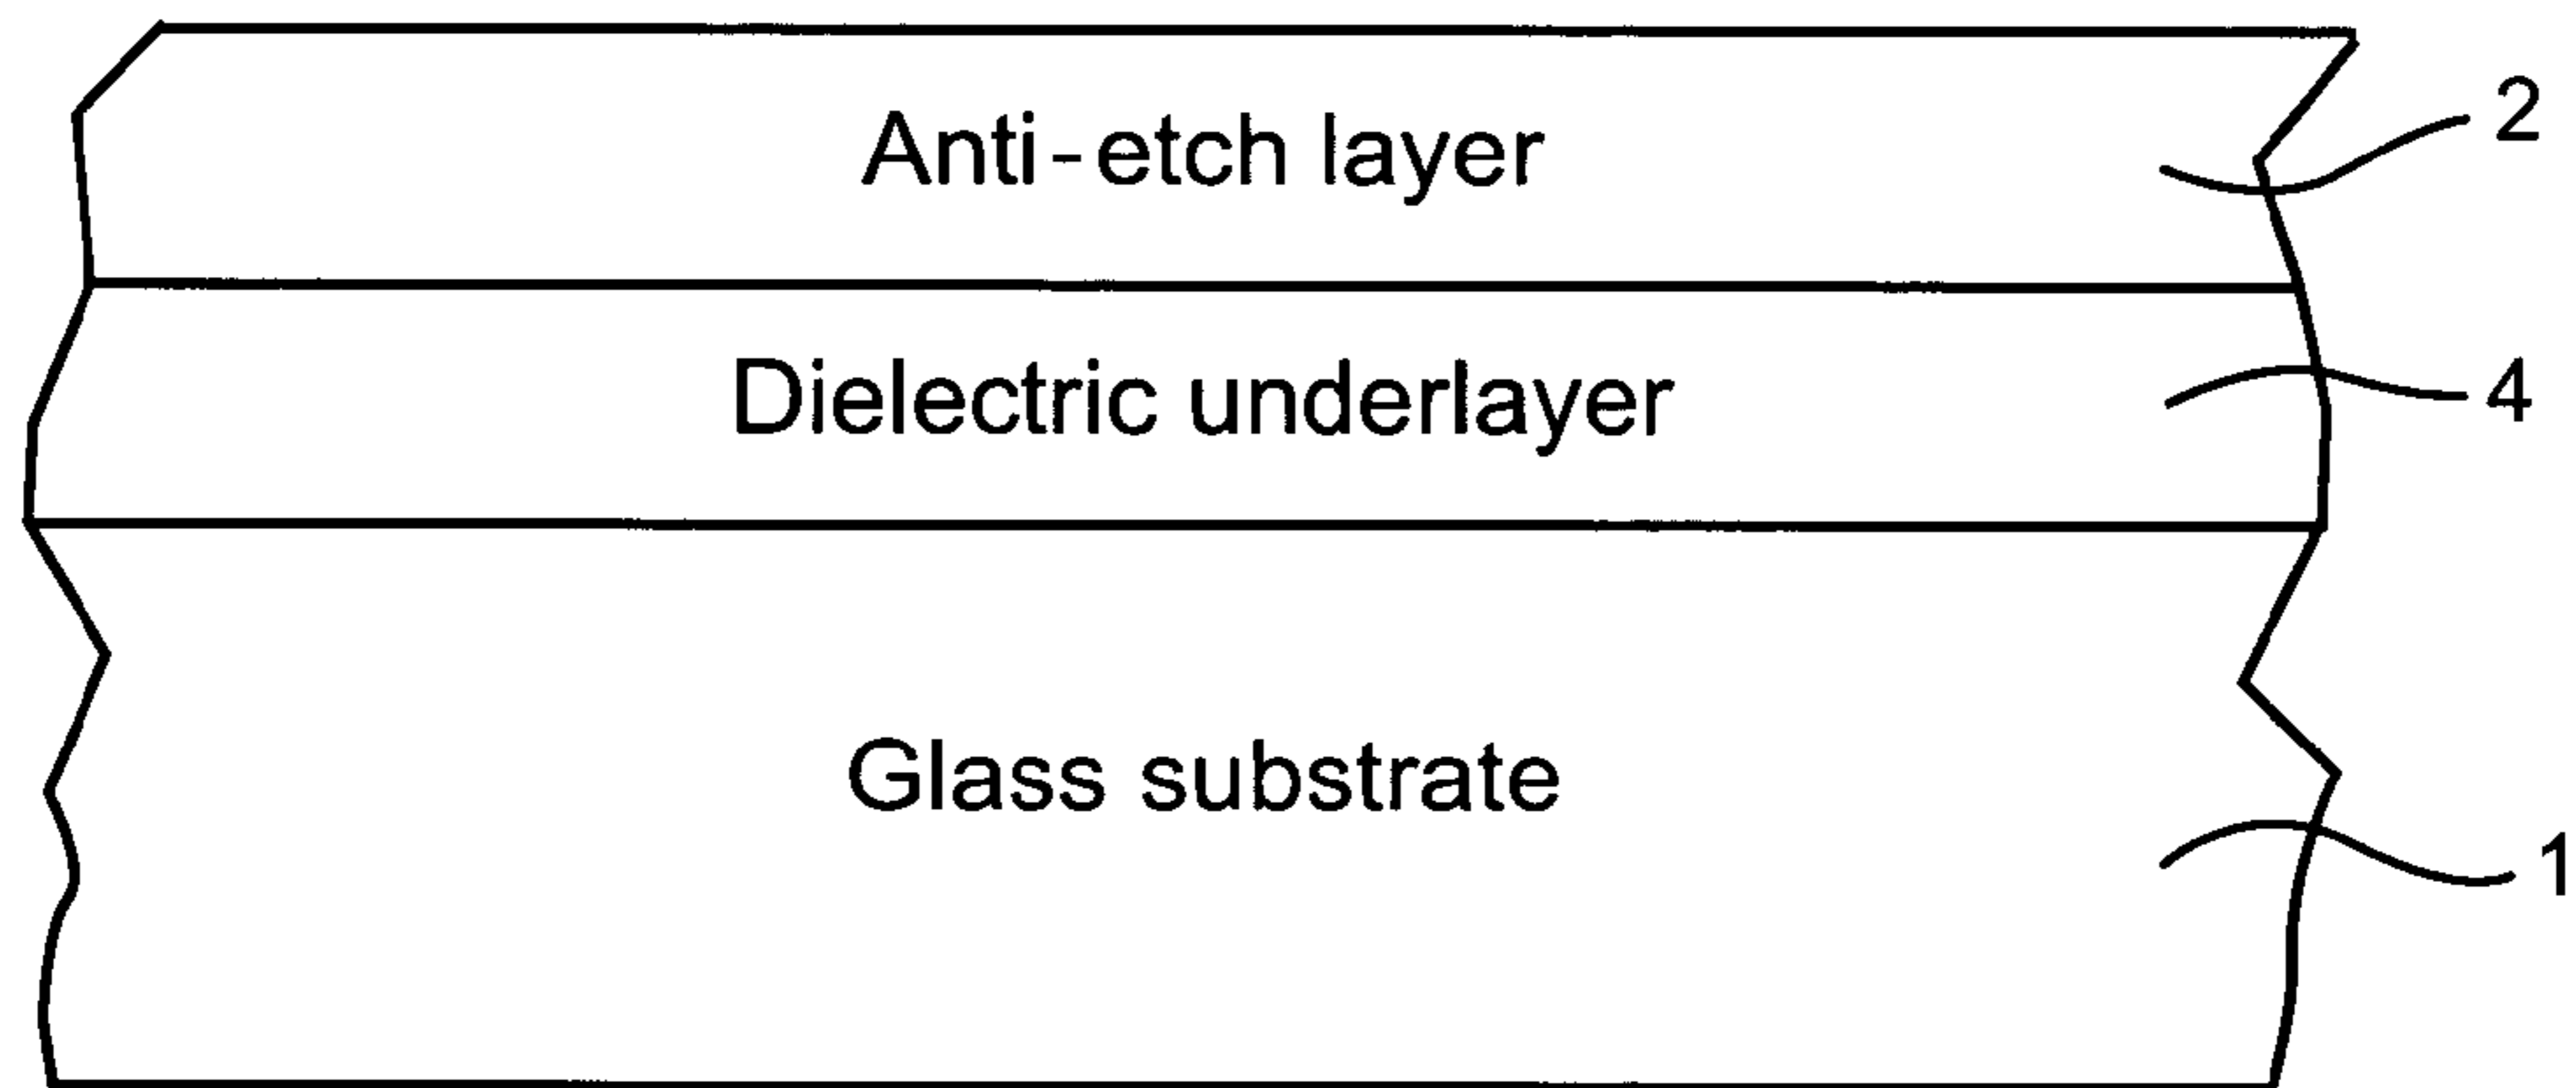 Anti-etch layer
2
Dielectric underlayer
4
Glass substrate
1